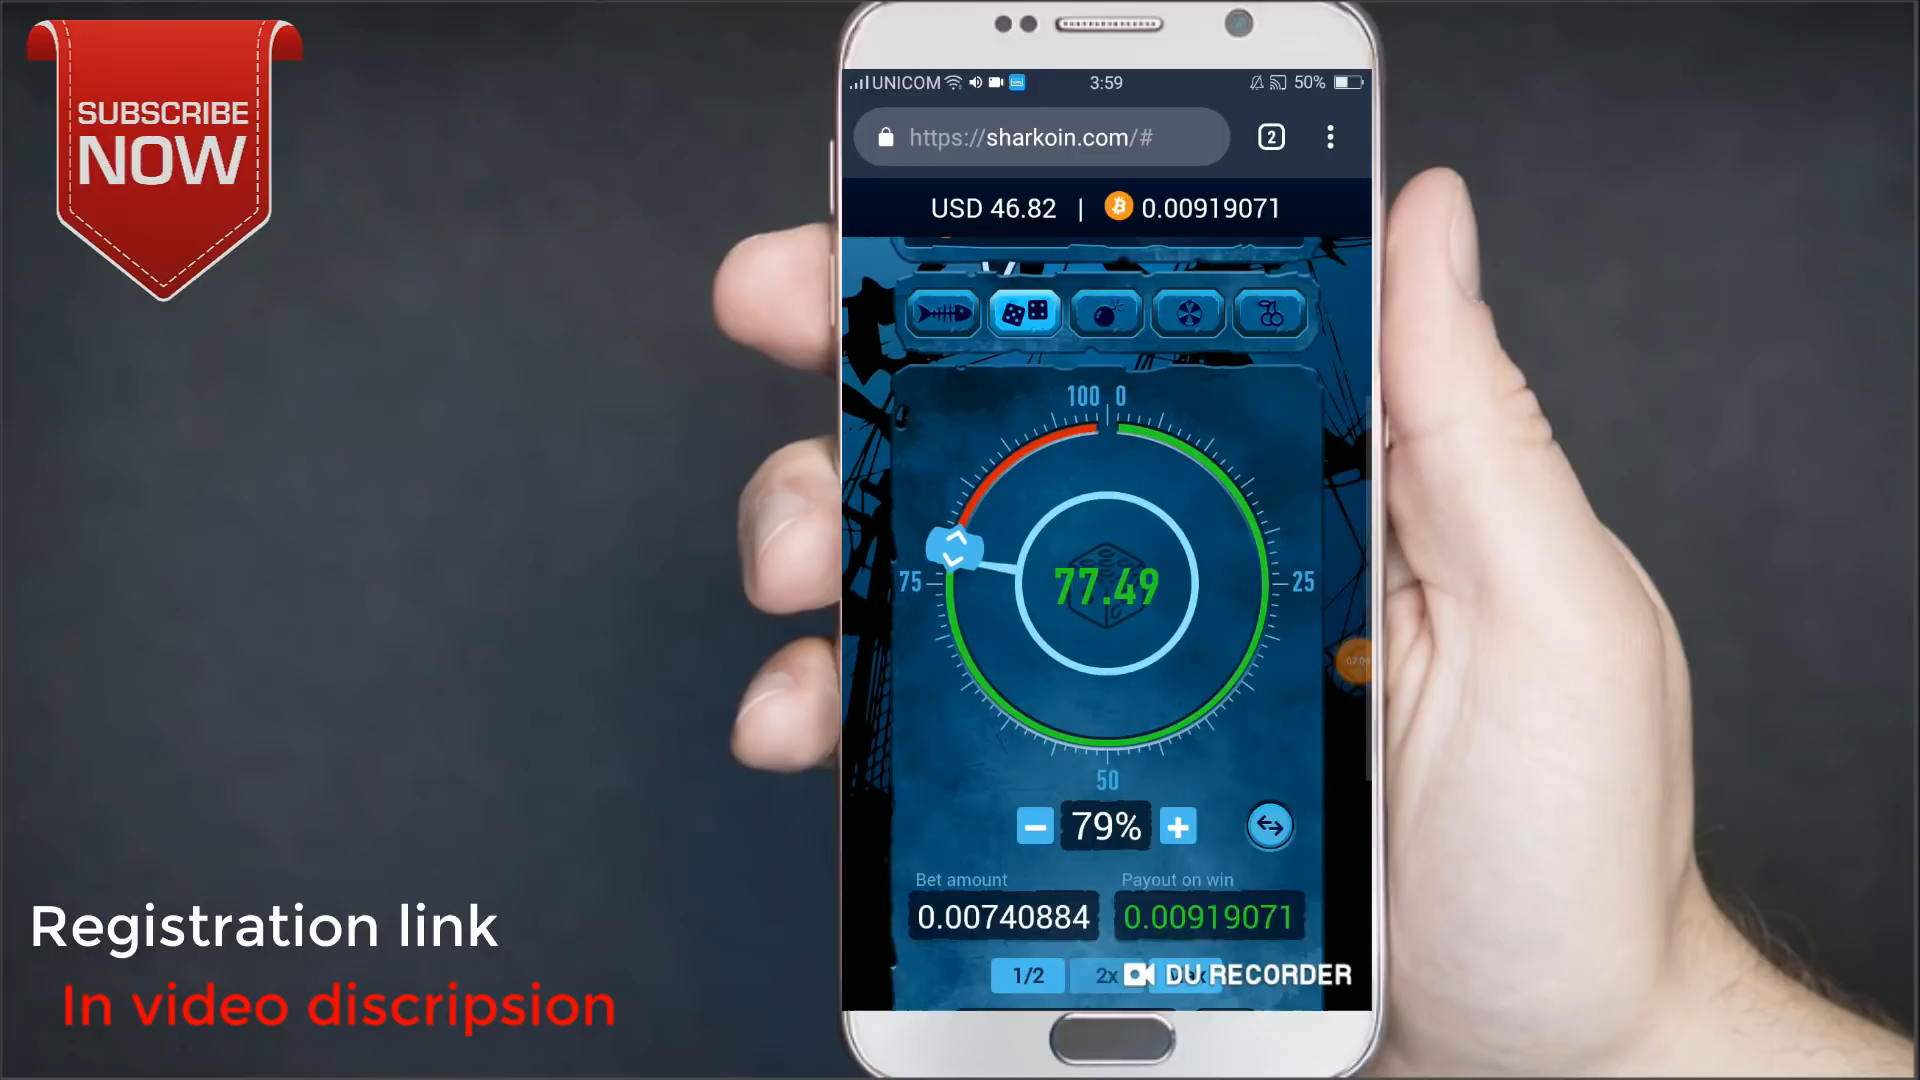 SUBSCRIBE
NOW
UNICOM
3:59
50%
https://sharkoin.com/#
2
USD 46.82 | 0.00919071
100 0
75
77.49
25
50
79%
Bet amount
Payout on win
0.00740884
0.00919071
1/2
2x
DU RECORDER
Registration link
In video discripsion